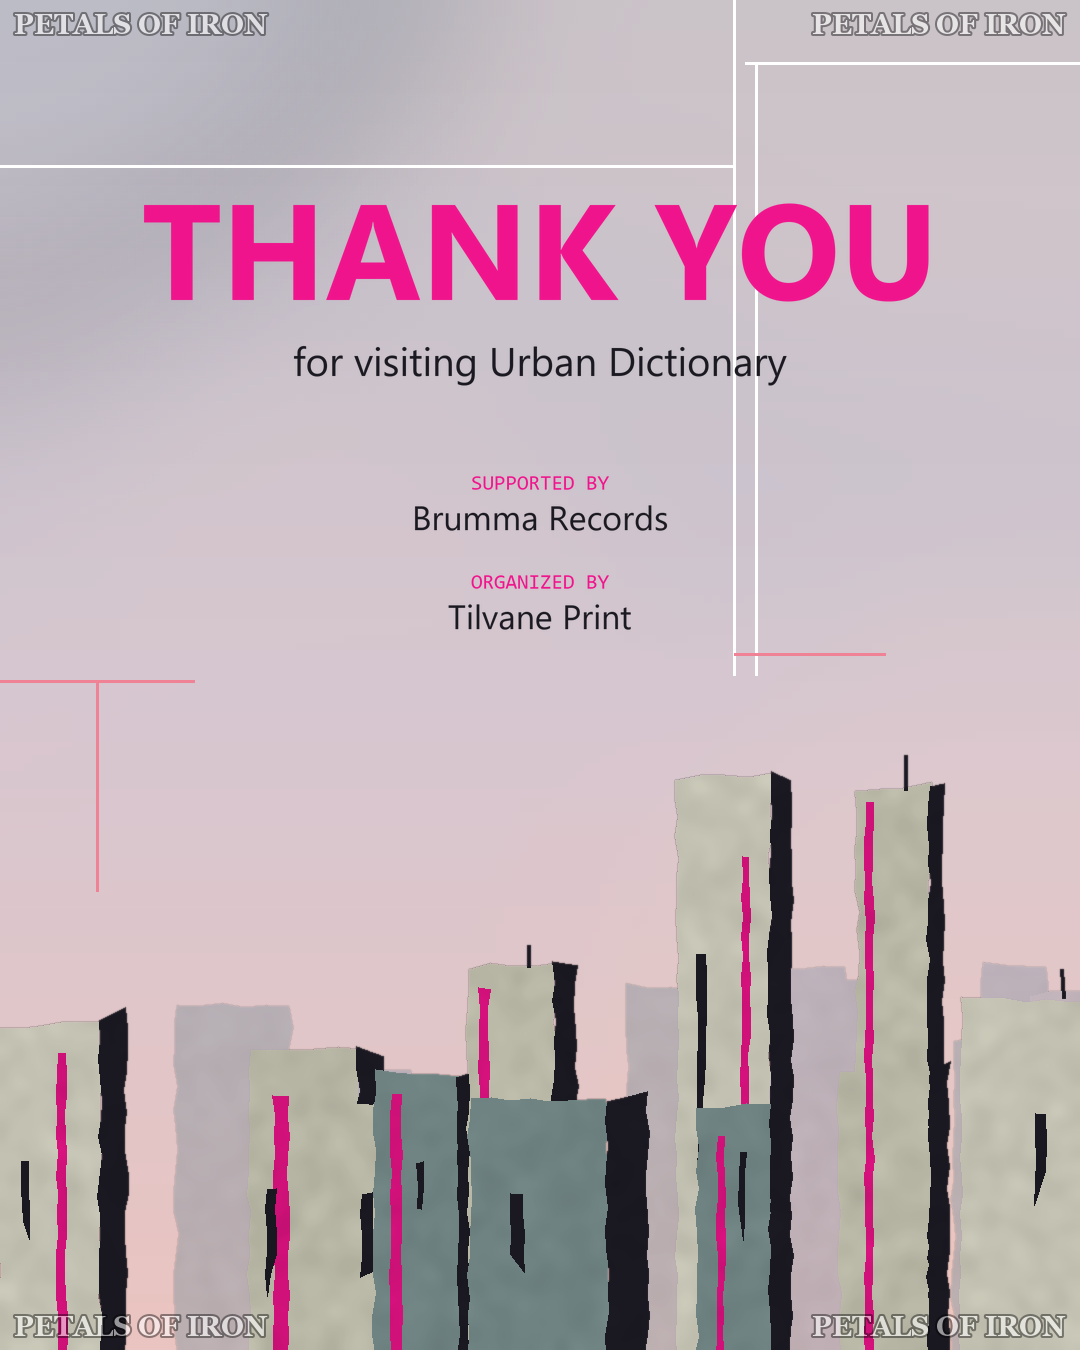 PETALS OF IRON PETALS OF IRON
THANK YOU
for visiting Urban Dictionary
SUPPORTED BY
Brumma Records
ORGANIZED BY
Tilvane Print
PETALS OF IRON PETALS OF IRON